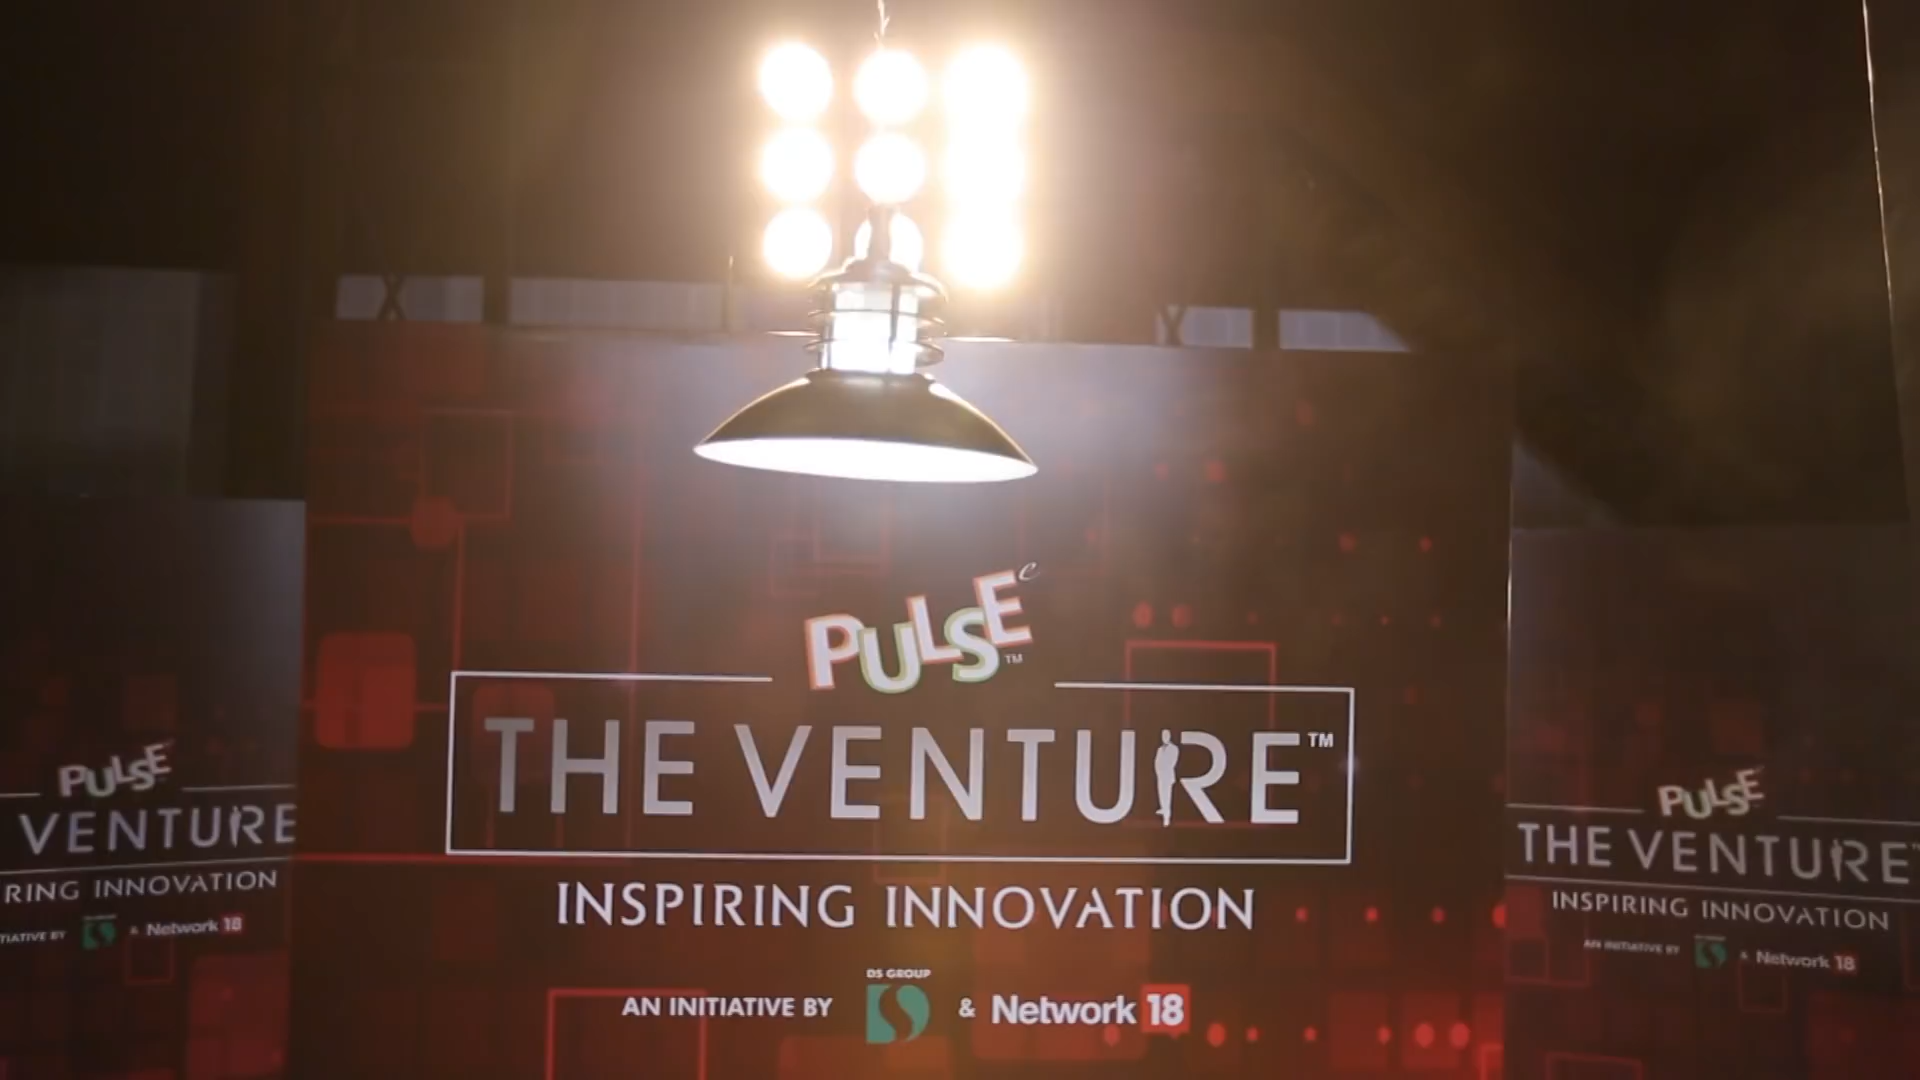 PULSE e
TM
THE VENTURE™
INSPIRING INNOVATION
DS GROUP
AN INITIATIVE BY & Network 18
PULSE
VENTURE
RING INNOVATION
TIATIVE BY & Network 18
PULSE
THE VENTURE
INSPIRING INNOVATION
AN INITIATIVE BY & Network 18